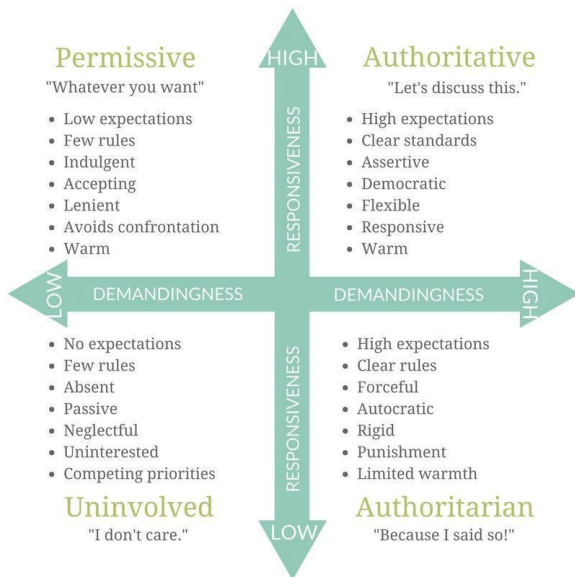 Permissive
"Whatever you want"
• Low expectations
• Few rules
• Indulgent
• Accepting
• Lenient
• Avoids confrontation
• Warm
HIGH
RESPONSIVENESS
Authoritative
"Let's discuss this."
• High expectations
• Clear standards
• Assertive
• Democratic
• Flexible
• Responsive
• Warm
LOW
DEMANDINGNESS
DEMANDINGNESS
HIGH
• No expectations
• Few rules
• Absent
• Passive
• Neglectful
• Uninterested
• Competing priorities
Uninvolved
"I don't care."
RESPONSIVENESS
LOW
• High expectations
• Clear rules
• Forceful
• Autocratic
• Rigid
• Punishment
• Limited warmth
Authoritarian
"Because I said so!"